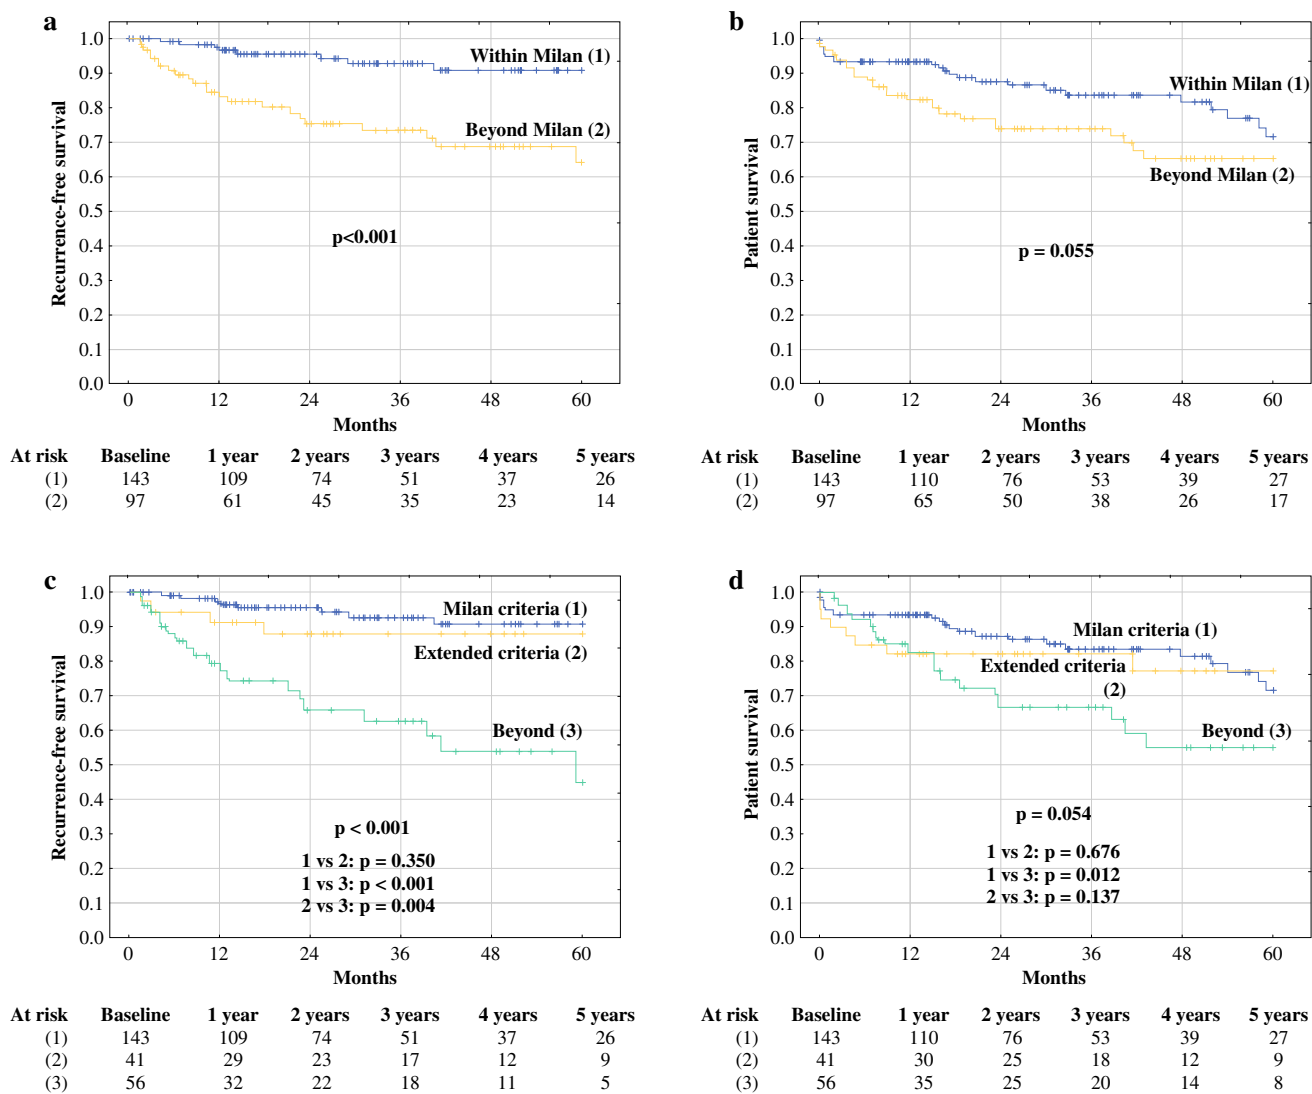 a
Recurrence-free survival
1.0
0.9
0.8
0.7
0.6
0.5
0.4
0.3
0.2
0.1
0.0
Within Milan (1)
Beyond Milan (2)
p<0.001
0 12 24 36 48 60
Months
At risk Baseline 1 year 2 years 3 years 4 years 5 years
(1) 143 109 74 51 37 26
(2) 97 61 45 35 23 14
b
Patient survival
1.0
0.9
0.8
0.7
0.6
0.5
0.4
0.3
0.2
0.1
0.0
Within Milan (1)
Beyond Milan (2)
p = 0.055
0 12 24 36 48 60
Months
At risk Baseline 1 year 2 years 3 years 4 years 5 years
(1) 143 110 76 53 39 27
(2) 97 65 50 38 26 17
c
Recurrence-free survival
1.0
0.9
0.8
0.7
0.6
0.5
0.4
0.3
0.2
0.1
0.0
Milan criteria (1)
Extended criteria (2)
Beyond (3)
p < 0.001
1 vs 2: p = 0.350
1 vs 3: p < 0.001
2 vs 3: p = 0.004
0 12 24 36 48 60
Months
At risk Baseline 1 year 2 years 3 years 4 years 5 years
(1) 143 109 74 51 37 26
(2) 41 29 23 17 12 9
(3) 56 32 22 18 11 5
d
Patient survival
1.0
0.9
0.8
0.7
0.6
0.5
0.4
0.3
0.2
0.1
0.0
Milan criteria (1)
Extended criteria
(2)
Beyond (3)
p = 0.054
1 vs 2: p = 0.676
1 vs 3: p = 0.012
2 vs 3: p = 0.137
0 12 24 36 48 60
Months
At risk Baseline 1 year 2 years 3 years 4 years 5 years
(1) 143 110 76 53 39 27
(2) 41 30 25 18 12 9
(3) 56 35 25 20 14 8